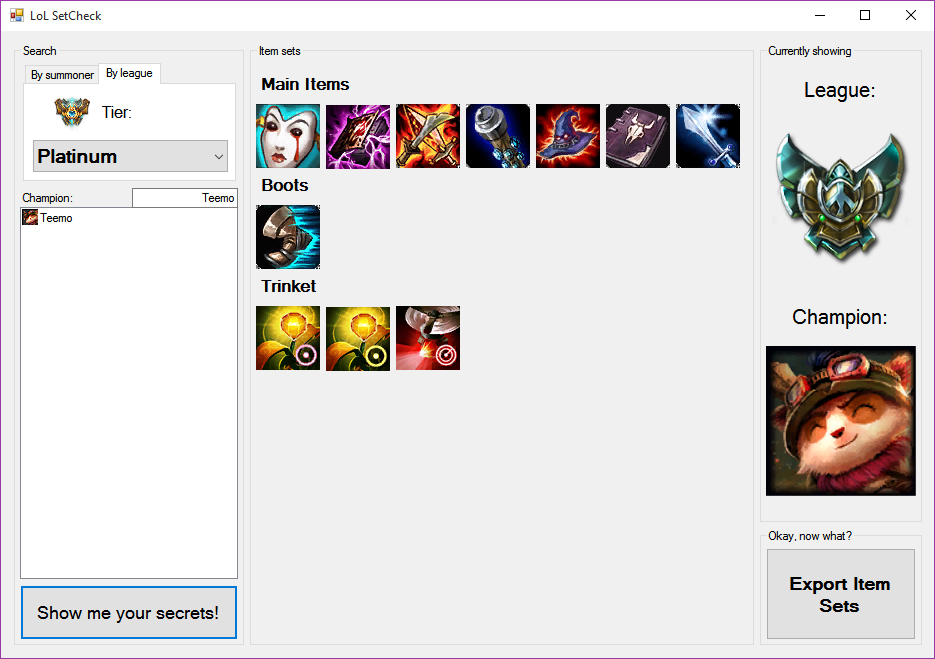 LoL SetCheck
Search
By summoner
By league
Tier:
Platinum
Champion:
Teemo
Teemo
Show me your secrets!
Item sets
Main Items
Boots
Trinket
Currently showing
League:
Champion:
Okay, now what?
Export Item
Sets